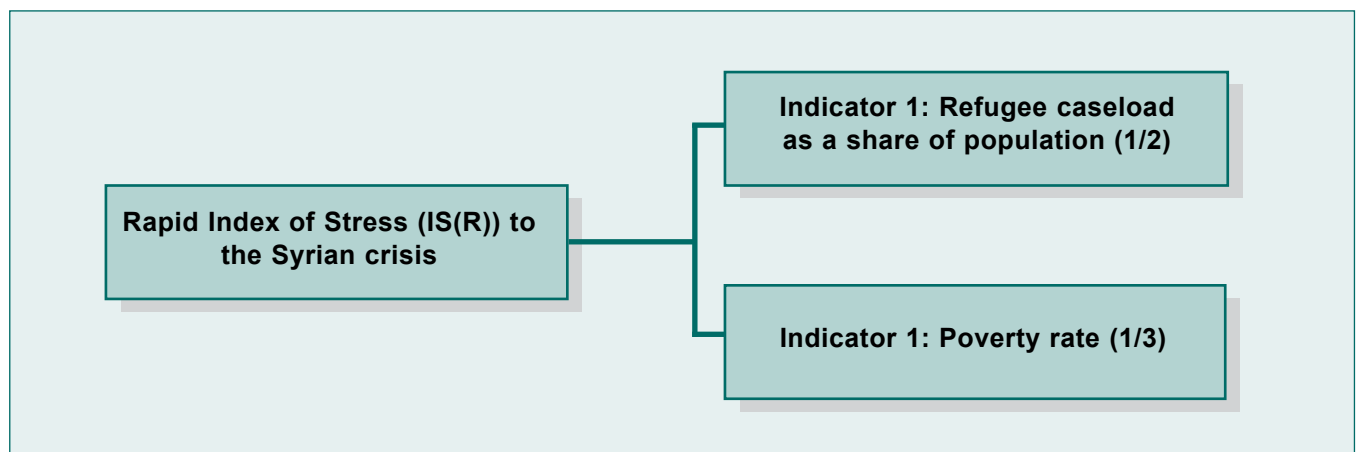 Rapid Index of Stress (IS(R)) to
the Syrian crisis
Indicator 1: Refugee caseload
as a share of population (1/2)
Indicator 1: Poverty rate (1/3)